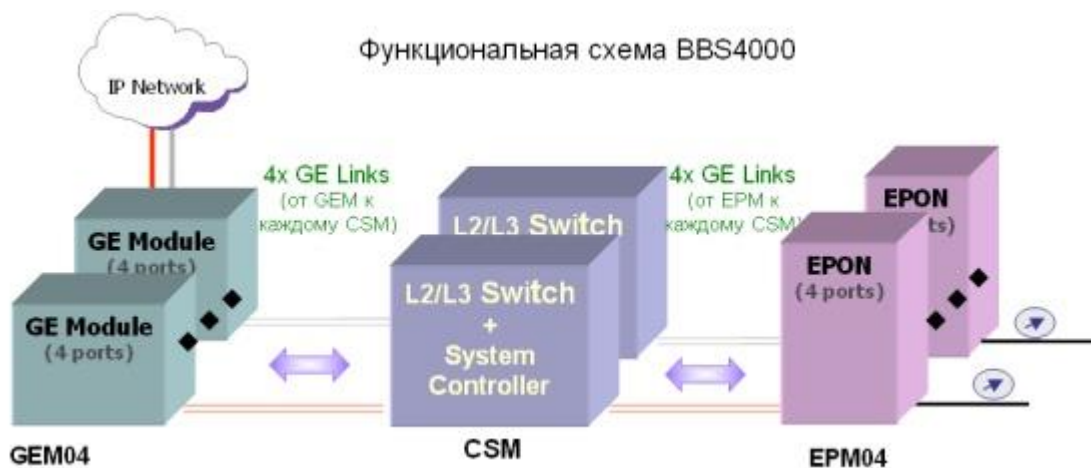 Функциональная схема BBS4000
IP Network
4x GE Links
(от GEM к
каждому CSM)
4x GE Links
(от EPM к
каждому CSM)
GE Module
(4 ports)
GE Module
(4 ports)
L2/L3 Switch
L2/L3 Switch
+
System
Controller
EPON
EPON
(4 ports)
GEM04
CSM
EPM04